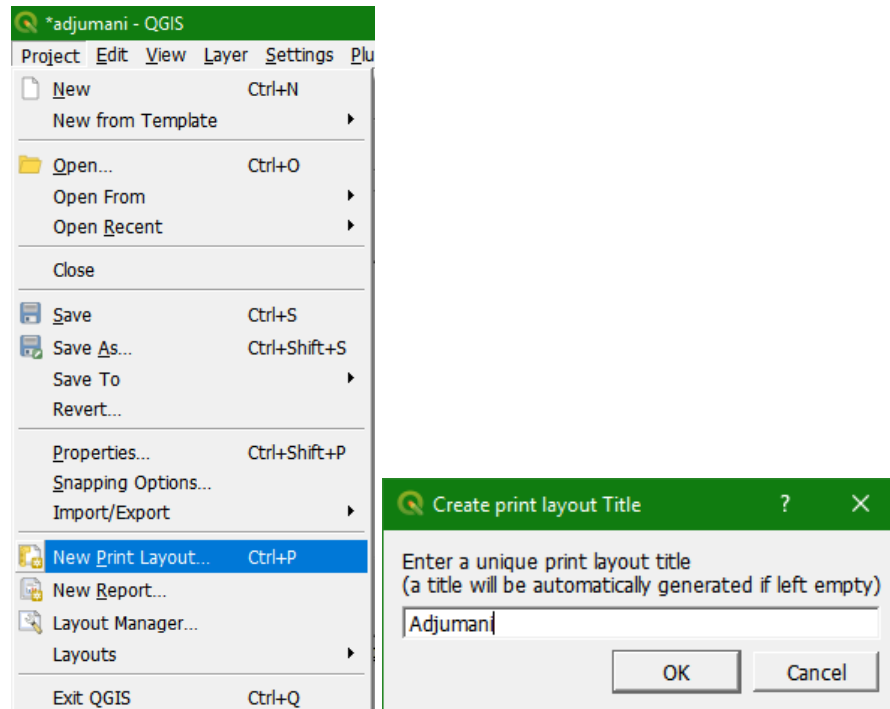 *adjumani - QGIS
Project Edit View Layer Settings Plu
New Ctrl+N
New from Template
Open... Ctrl+O
Open From
Open Recent
Close
Save Ctrl+S
Save As... Ctrl+Shift+S
Save To
Revert...
Properties... Ctrl+Shift+P
Snapping Options...
Import/Export
New Print Layout... Ctrl+P
New Report...
Layout Manager...
Layouts
Exit QGIS Ctrl+Q
Create print layout Title ?
Enter a unique print layout title
(a title will be automatically generated if left empty)
Adjumani
OK Cancel